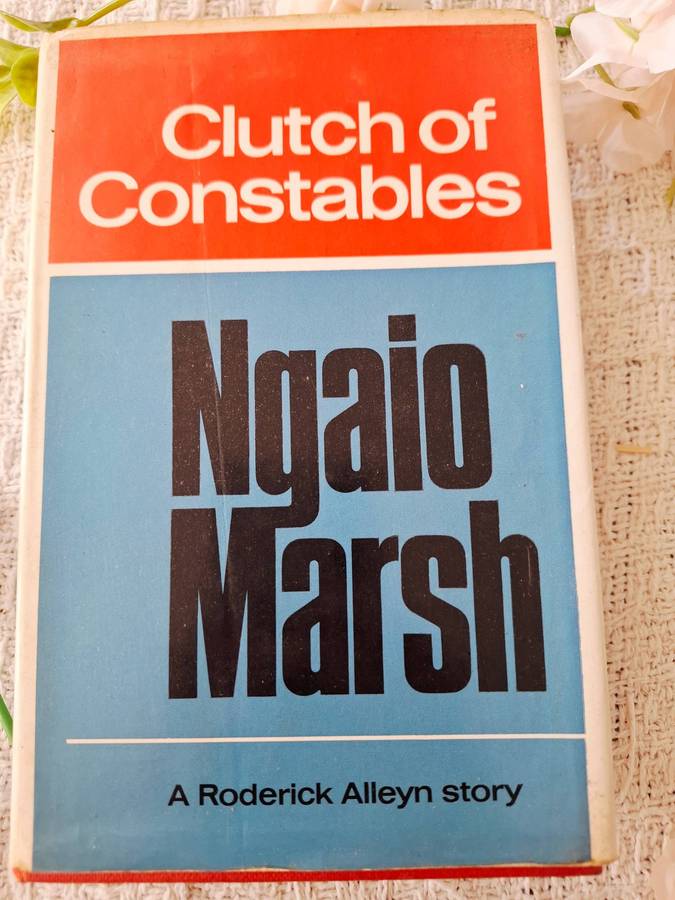 Clutch of
Constables
Ngaio
Marsh
A Roderick Alleyn story